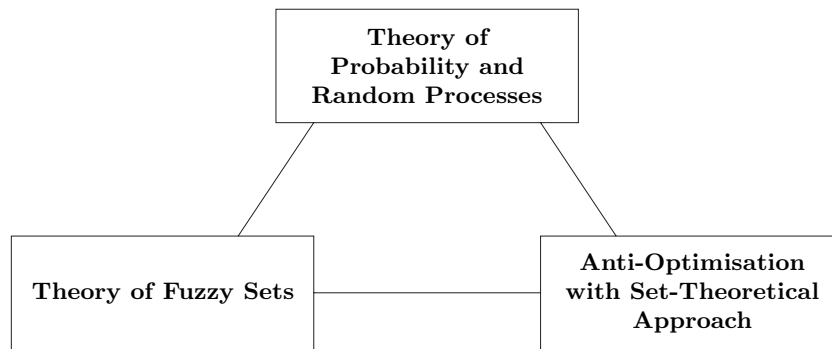 Theory of
Probability and
Random Processes
Theory of Fuzzy Sets
Anti-Optimisation
with Set-Theoretical
Approach